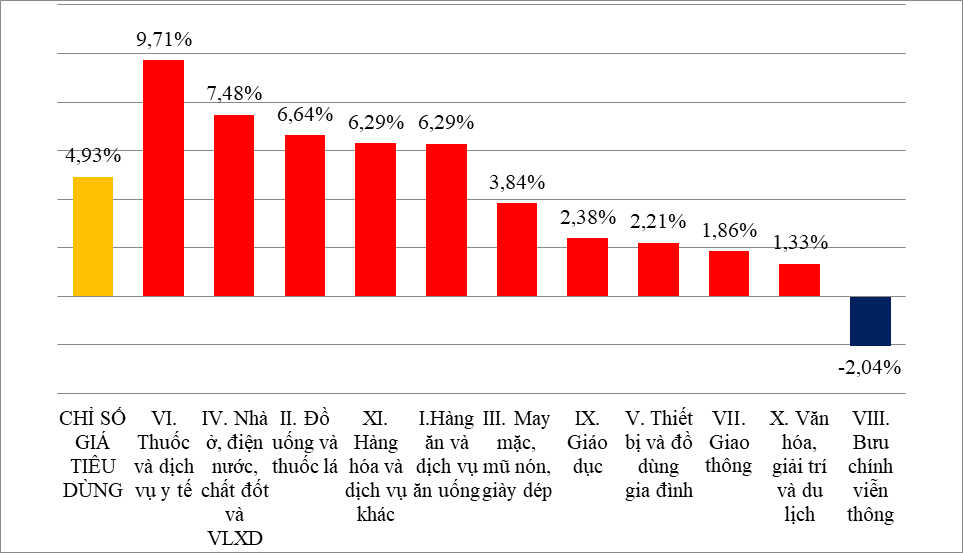 9,71%
7,48%
6,64%
6,29%
6,29%
4,93%
3,84%
2,38%
2,21%
1,86%
1,33%
-2,04%
CHỈ SỐ
GIÁ
TIÊU
DÙNG
VI.
Thuốc
và dịch
vụ y tế
IV. Nhà
ở, điện
nước,
chất đốt
và
VLXD
II. Đồ
uống và
thuốc lá
XI.
Hàng
hóa và
dịch vụ
khác
I.Hàng
ăn và
dịch vụ
ăn uống
III. May
mặc,
mũ nón,
giày dép
IX.
Giáo
dục
V. Thiết
bị và đồ
dùng
gia đình
VII.
Giao
thông
X. Văn
hóa,
giải trí
và du
lịch
VIII.
Bưu
chính
viễn
thông